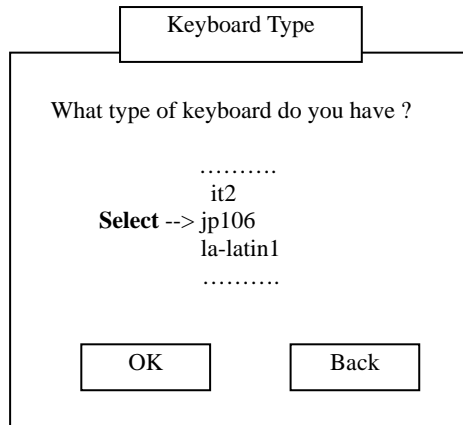 Keyboard Type
What type of keyboard do you have ?
……….
it2
Select --> jp106
la-latin1
……….
OK
Back